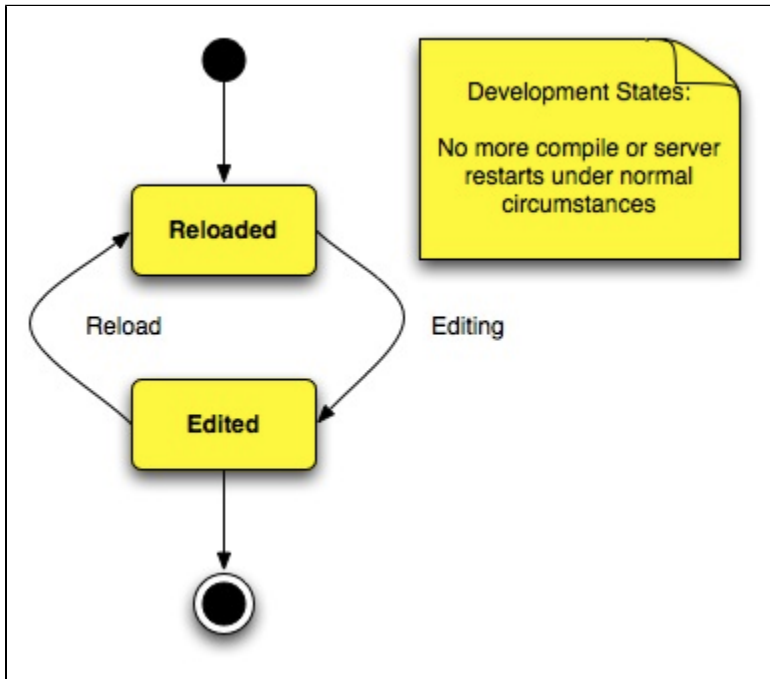 Development States:
No more compile or server
restarts under normal
circumstances
Reloaded
Reload
Editing
Edited